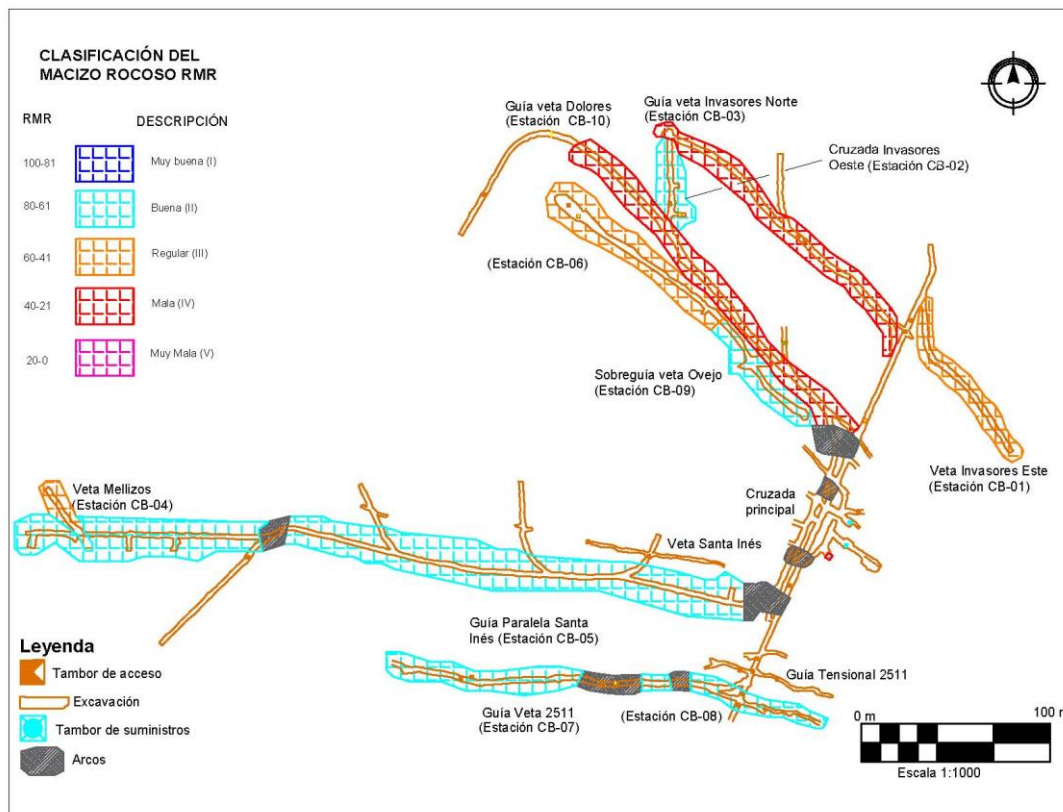 CLASIFICACIÓN DEL
MACIZO ROCOSO RMR
RMR
DESCRIPCIÓN
100-81
Muy buena (I)
80-61
Buena (II)
60-41
Regular (III)
40-21
Mala (IV)
20-0
Muy Mala (V)
Guía veta Dolores
(Estación CB-10)
Guía veta Invasores Norte
(Estación CB-03)
Cruzada Invasores
Oeste (Estación CB-02)
(Estación CB-06)
Sobreguía veta Ovejo
(Estación CB-09)
Veta Invasores Este
(Estación CB-01)
Veta Mellizos
(Estación CB-04)
Cruzada
principal
Veta Santa Inés
Guía Paralela Santa
Inés (Estación CB-05)
Guía Tensional 2511
Guía Veta 2511
(Estación CB-07)
(Estación CB-08)
Leyenda
Tambor de acceso
Excavación
Tambor de suministros
Arcos
0 m
100 m
Escala 1:1000